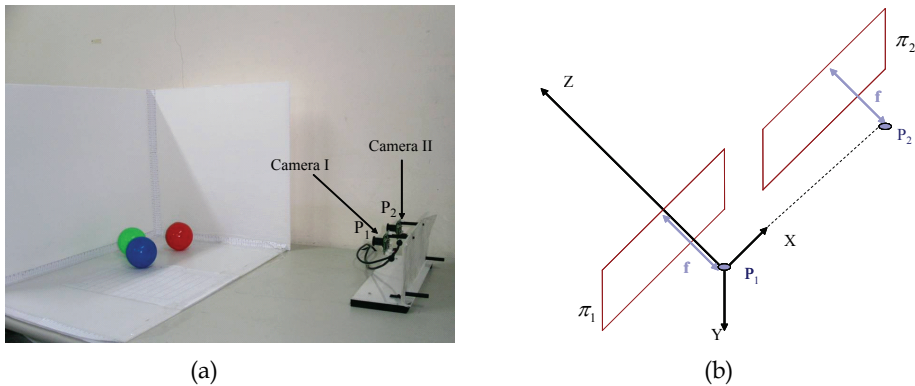 Camera I
Camera II
P1
P2
(a)
Z
π2
f
P2
X
f
P1
π1
Y
(b)